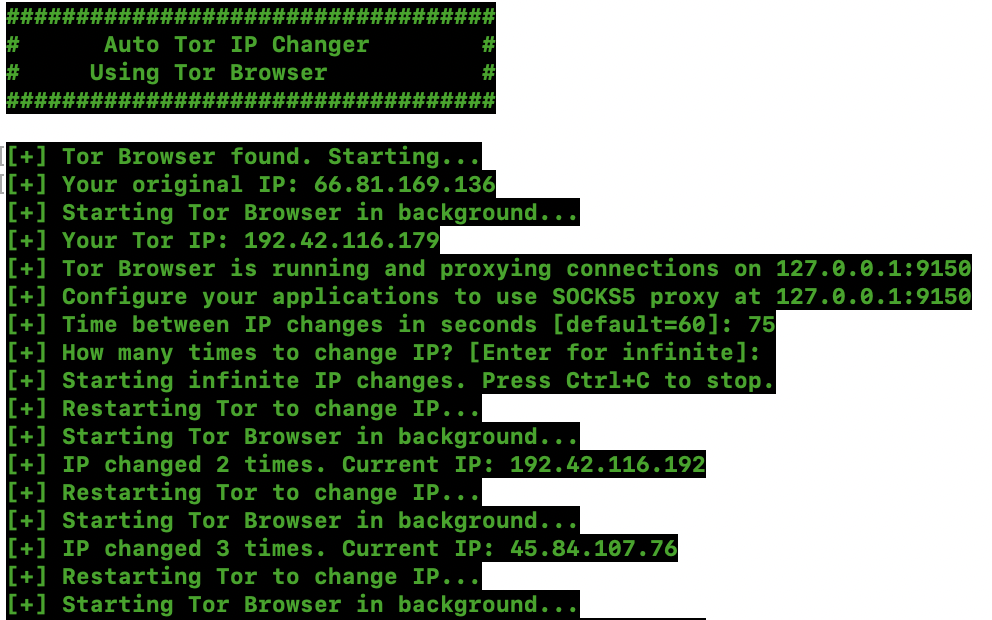 ###################################
#      Auto Tor IP Changer        #
#     Using Tor Browser           #
###################################
[+] Tor Browser found. Starting...
[+] Your original IP: 66.81.169.136
[+] Starting Tor Browser in background...
[+] Your Tor IP: 192.42.116.179
[+] Tor Browser is running and proxying connections on 127.0.0.1:9150
[+] Configure your applications to use SOCKS5 proxy at 127.0.0.1:9150
[+] Time between IP changes in seconds [default=60]: 75
[+] How many times to change IP? [Enter for infinite]:
[+] Starting infinite IP changes. Press Ctrl+C to stop.
[+] Restarting Tor to change IP...
[+] Starting Tor Browser in background...
[+] IP changed 2 times. Current IP: 192.42.116.192
[+] Restarting Tor to change IP...
[+] Starting Tor Browser in background...
[+] IP changed 3 times. Current IP: 45.84.107.76
[+] Restarting Tor to change IP...
[+] Starting Tor Browser in background...